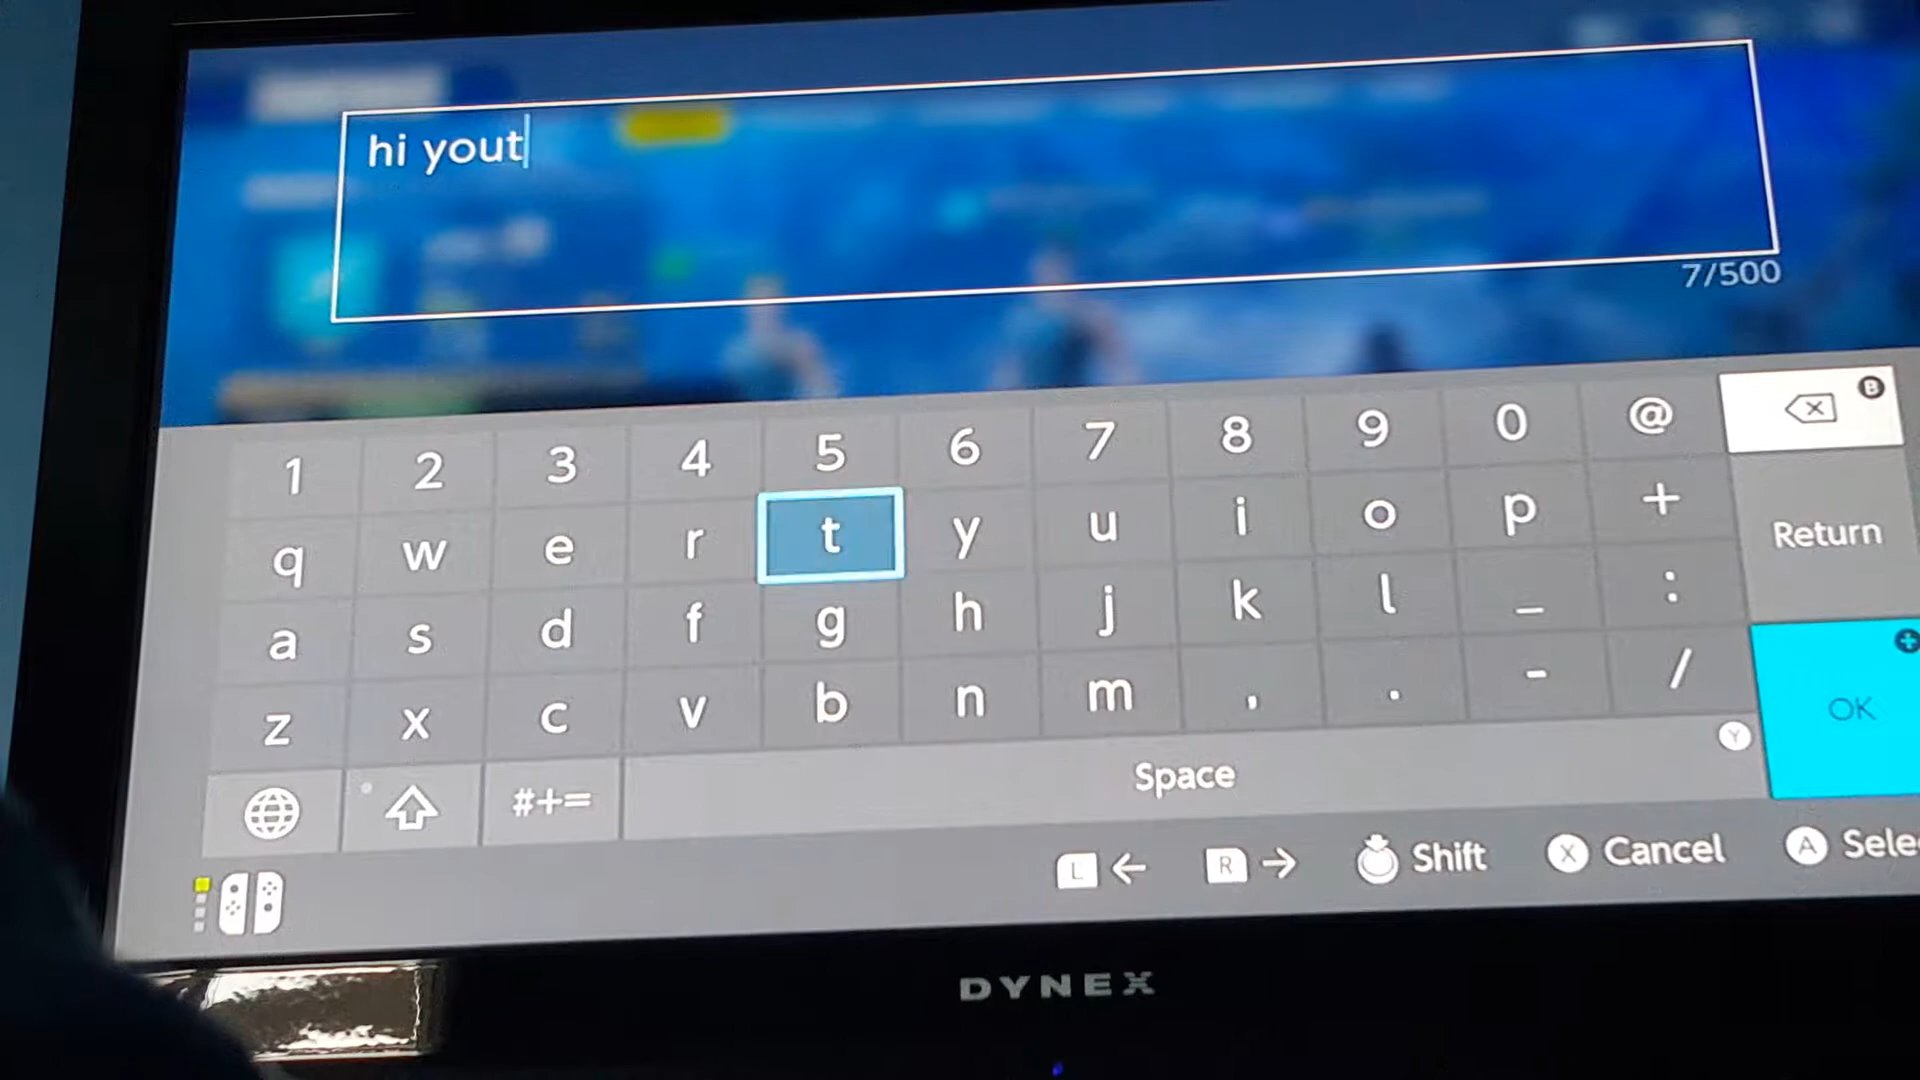 hi yout
7/500
1 2 3 4 5 6 7 8 9 0 @ B
q w e r t y u i o p + Return
a s d f g h j k l _ :
z x c v b n m , . - / + OK
#+= Space Y
L ← R → Shift X Cancel A Sele
DYNEX